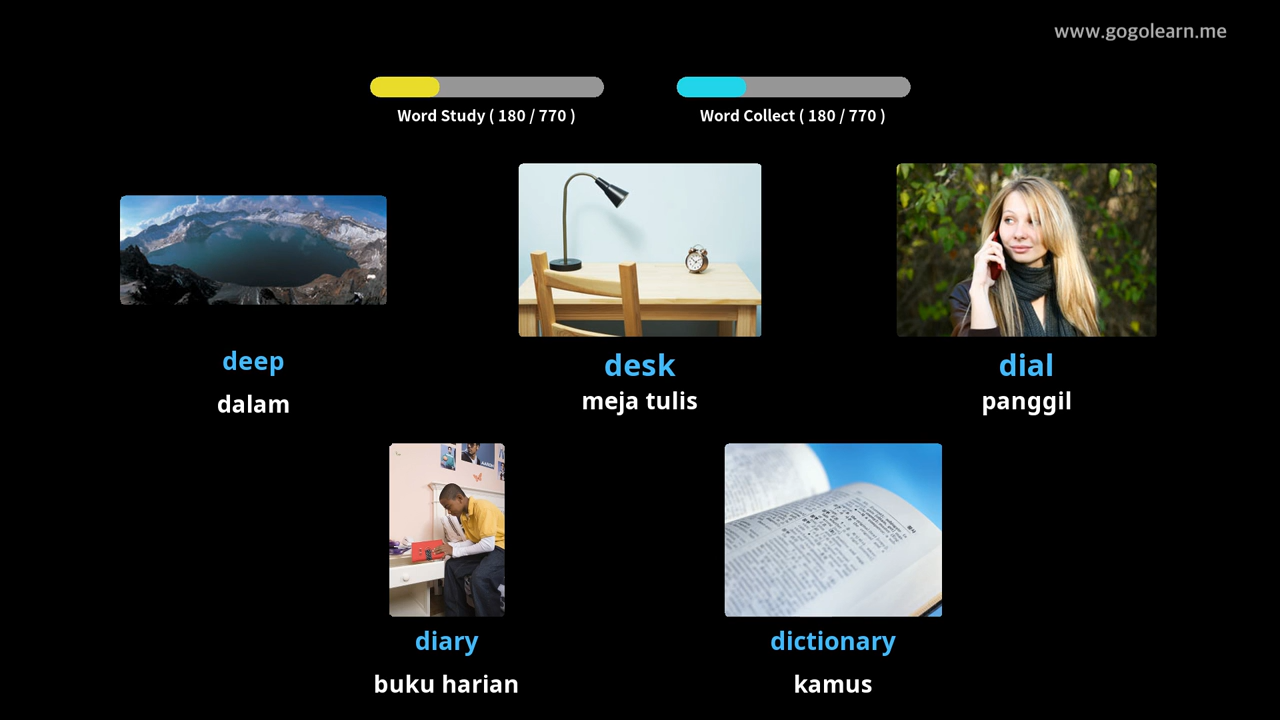 www.gogolearn.me
Word Study ( 180 / 770 )
Word Collect ( 180 / 770 )
deep
dalam
desk
meja tulis
dial
panggil
diary
buku harian
dictionary
kamus